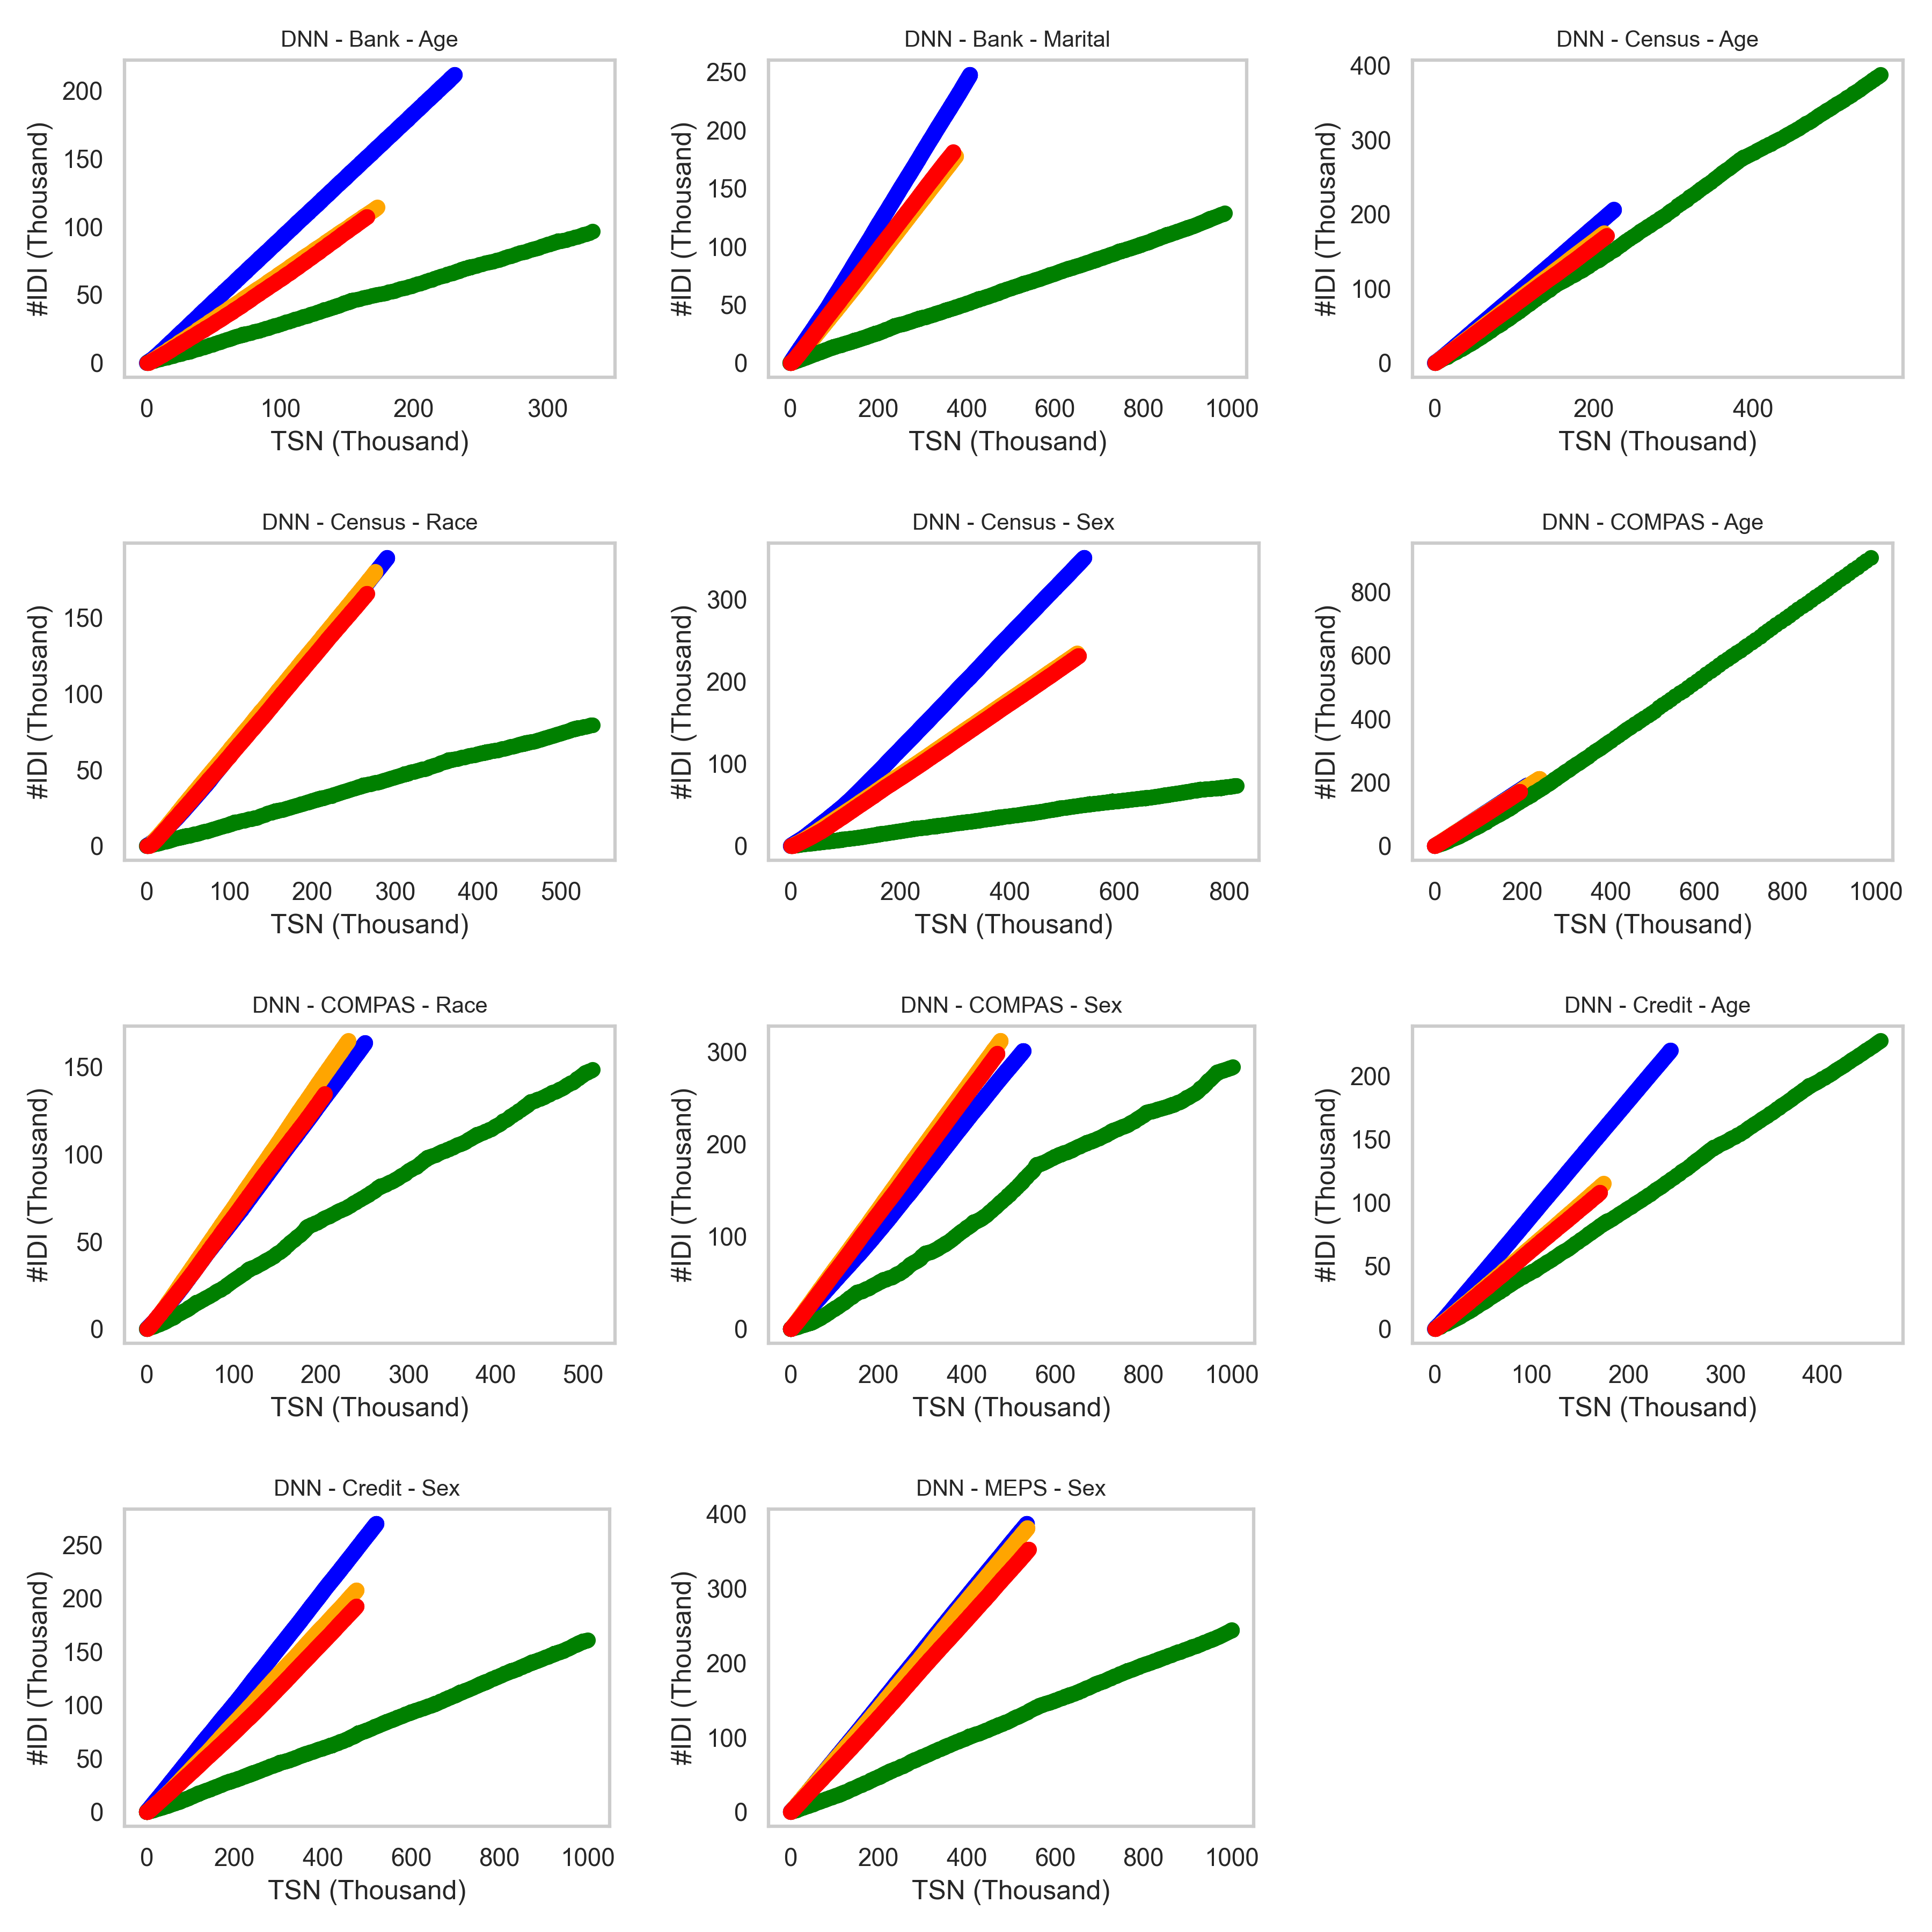 DNN - Bank - Age
#IDI (Thousand)
200
150
100
50
0
0 100 200 300
TSN (Thousand)
DNN - Bank - Marital
#IDI (Thousand)
250
200
150
100
50
0
0 200 400 600 800 1000
TSN (Thousand)
DNN - Census - Age
#IDI (Thousand)
400
300
200
100
0
0 200 400
TSN (Thousand)
DNN - Census - Race
#IDI (Thousand)
150
100
50
0
0 100 200 300 400 500
TSN (Thousand)
DNN - Census - Sex
#IDI (Thousand)
300
200
100
0
0 200 400 600 800
TSN (Thousand)
DNN - COMPAS - Age
#IDI (Thousand)
800
600
400
200
0
0 200 400 600 800 1000
TSN (Thousand)
DNN - COMPAS - Race
#IDI (Thousand)
150
100
50
0
0 100 200 300 400 500
TSN (Thousand)
DNN - COMPAS - Sex
#IDI (Thousand)
300
200
100
0
0 200 400 600 800 1000
TSN (Thousand)
DNN - Credit - Age
#IDI (Thousand)
200
150
100
50
0
0 100 200 300 400
TSN (Thousand)
DNN - Credit - Sex
#IDI (Thousand)
250
200
150
100
50
0
0 200 400 600 800 1000
TSN (Thousand)
DNN - MEPS - Sex
#IDI (Thousand)
400
300
200
100
0
0 200 400 600 800 1000
TSN (Thousand)